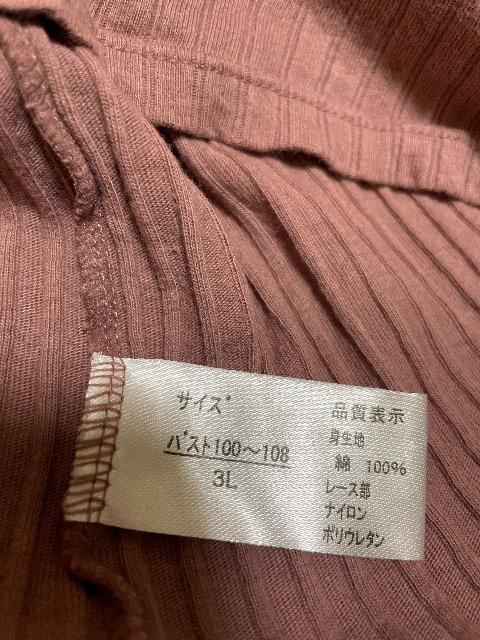 サイズ
バスト100～108
3L
品質表示
身生地
綿 100%
レース部
ナイロン
ポリウレタン